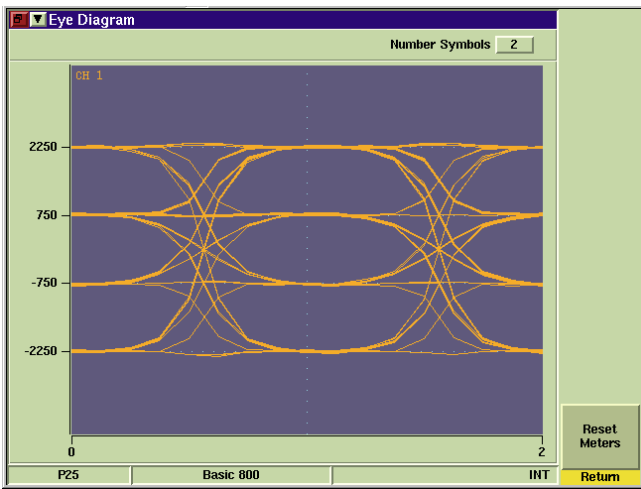 Eye Diagram
Number Symbols 2
CH 1
2250
750
-750
-2250
0 2
Reset
Meters
P25 Basic 800 INT Return